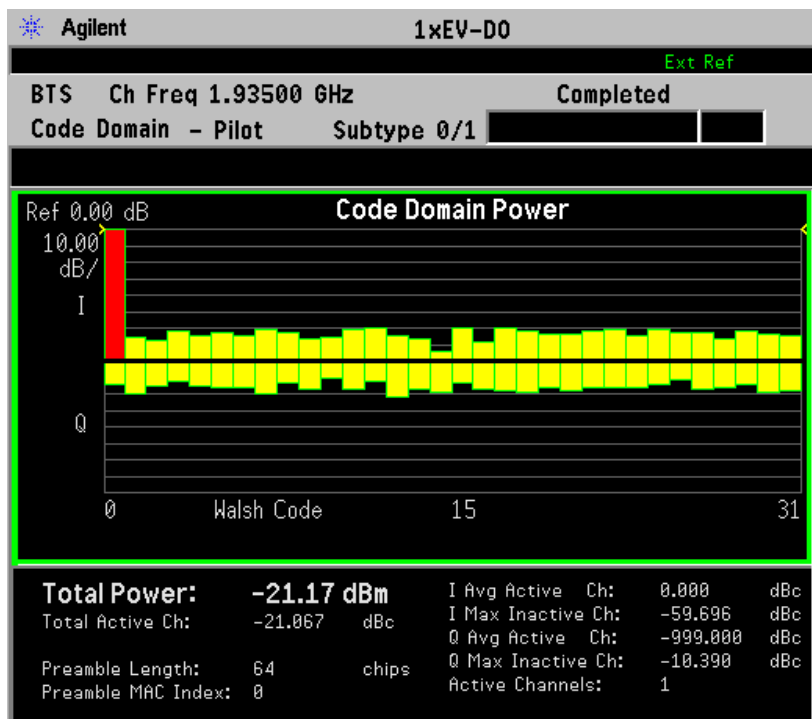 Agilent 1xEV-DO
Ext Ref
BTS Ch Freq 1.93500 GHz Completed
Code Domain - Pilot Subtype 0/1
Ref 0.00 dB Code Domain Power
10.00
dB/
I
Q
0 Walsh Code 15 31
Total Power: -21.17 dBm
Total Active Ch: -21.067 dBc
Preamble Length: 64 chips
Preamble MAC Index: 0
I Avg Active Ch: 0.000 dBc
I Max Inactive Ch: -59.696 dBc
Q Avg Active Ch: -999.000 dBc
Q Max Inactive Ch: -10.390 dBc
Active Channels: 1